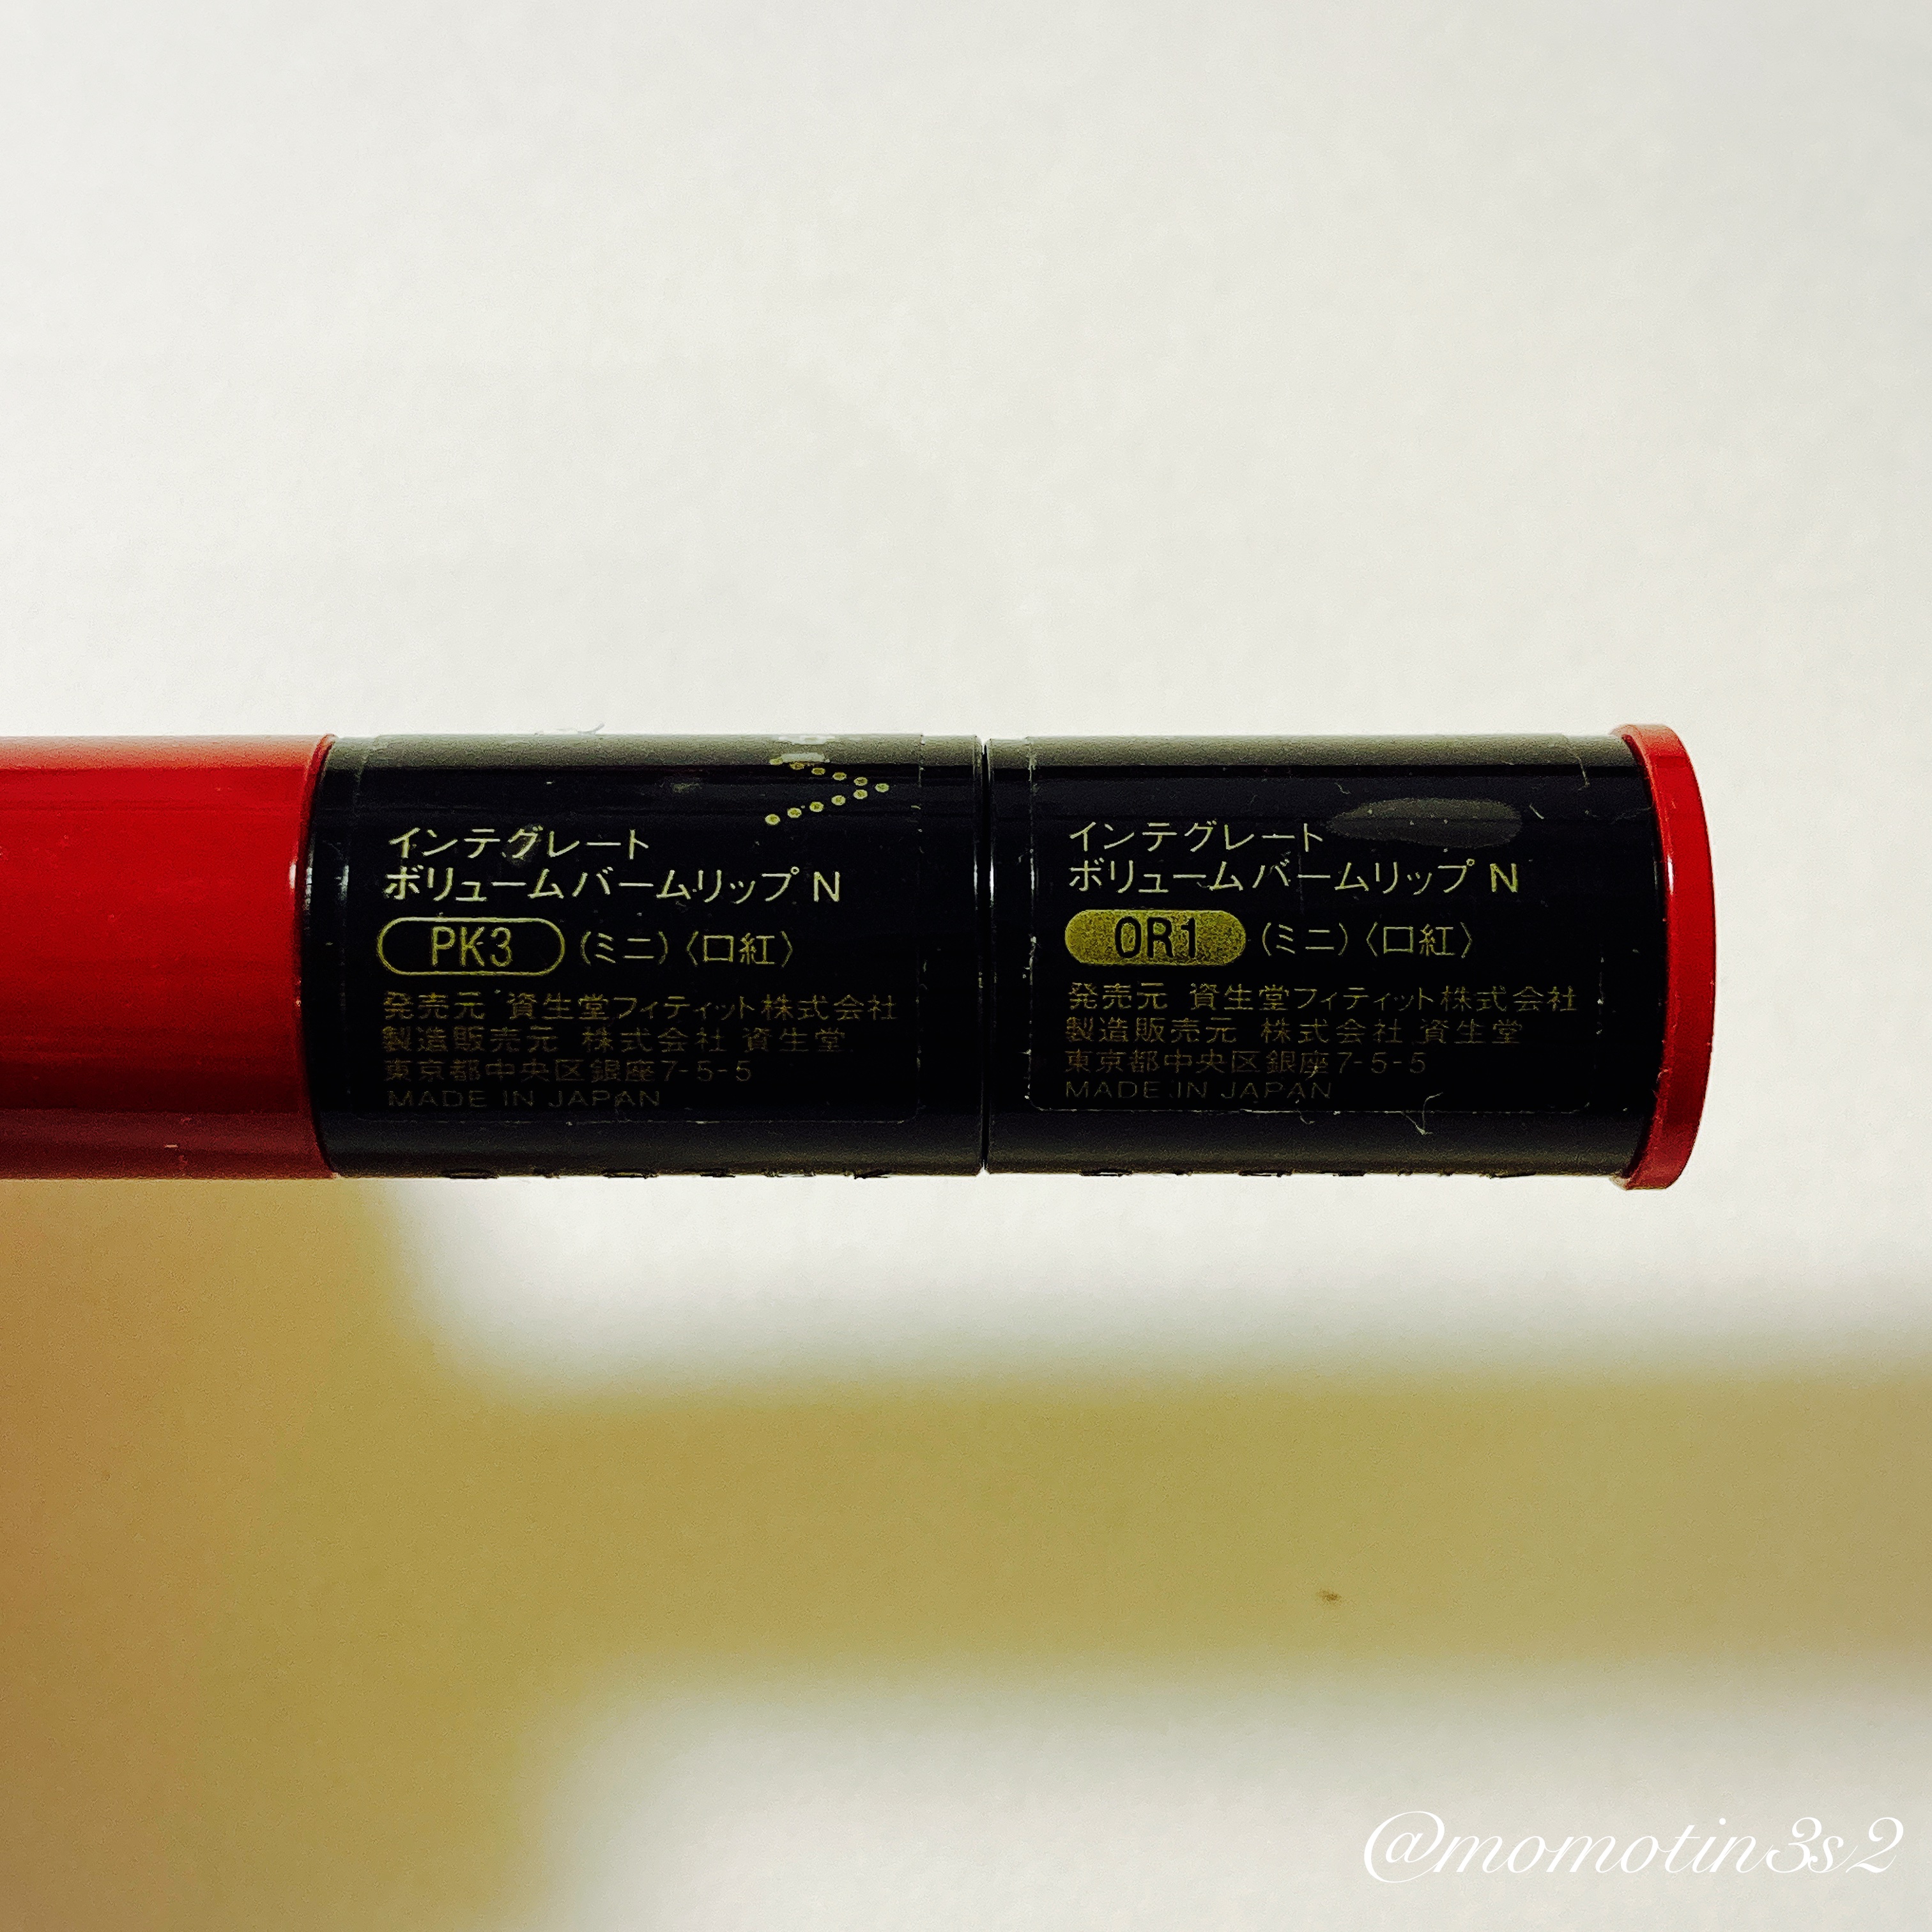 インテグレート
ボリュームバームリップ N
PK3 (ミニ)〈口紅〉
発売元 資生堂フィティット株式会社
製造販売元 株式会社 資生堂
東京都中央区銀座7-5-5
MADE IN JAPAN
インテグレート
ボリュームバームリップ N
OR1 (ミニ)〈口紅〉
発売元 資生堂フィティット株式会社
製造販売元 株式会社 資生堂
東京都中央区銀座7-5-5
MADE IN JAPAN
@momotin3s2